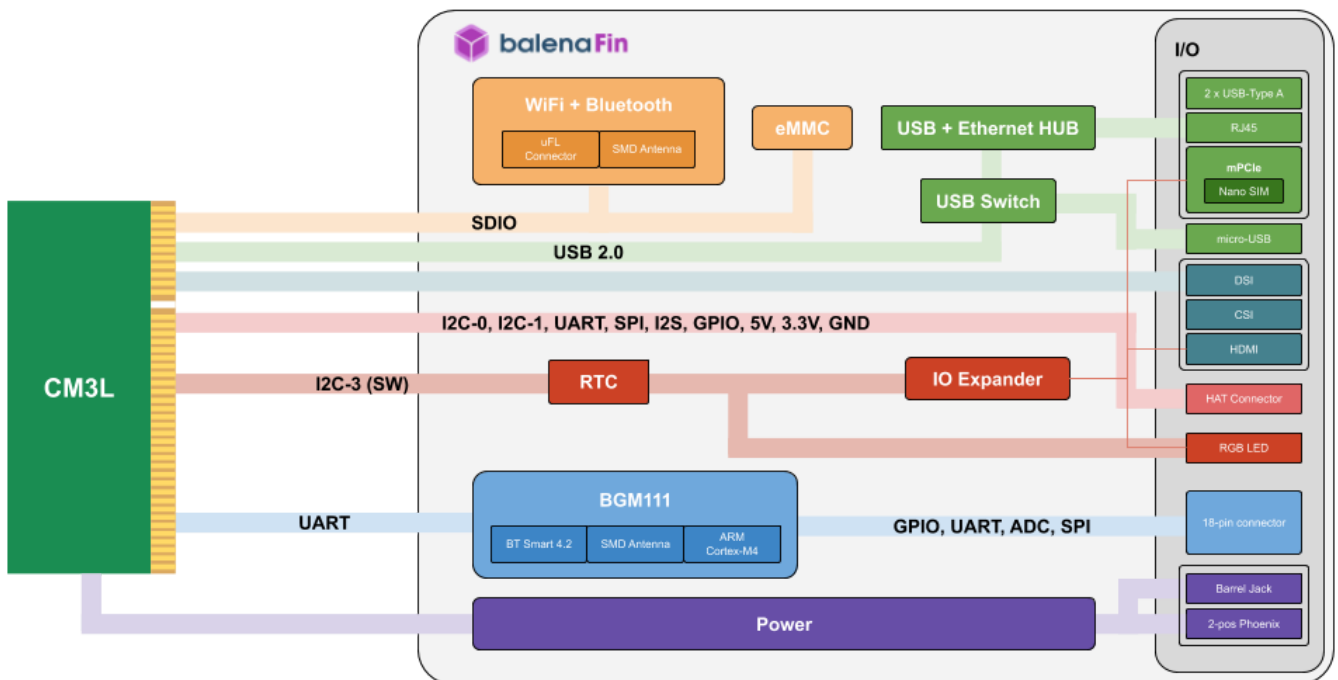 balenaFin
I/O
WiFi + Bluetooth
uFL
Connector
SMD Antenna
eMMC
USB + Ethernet HUB
2 x USB-Type A
RJ45
mPCIe
Nano SIM
USB Switch
SDIO
USB 2.0
micro-USB
DSI
CSI
HDMI
I2C-0, I2C-1, UART, SPI, I2S, GPIO, 5V, 3.3V, GND
CM3L
I2C-3 (SW)
RTC
IO Expander
HAT Connector
RGB LED
BGM111
BT Smart 4.2
SMD Antenna
ARM
Cortex-M4
UART
GPIO, UART, ADC, SPI
18-pin connector
Power
Barrel Jack
2-pos Phoenix